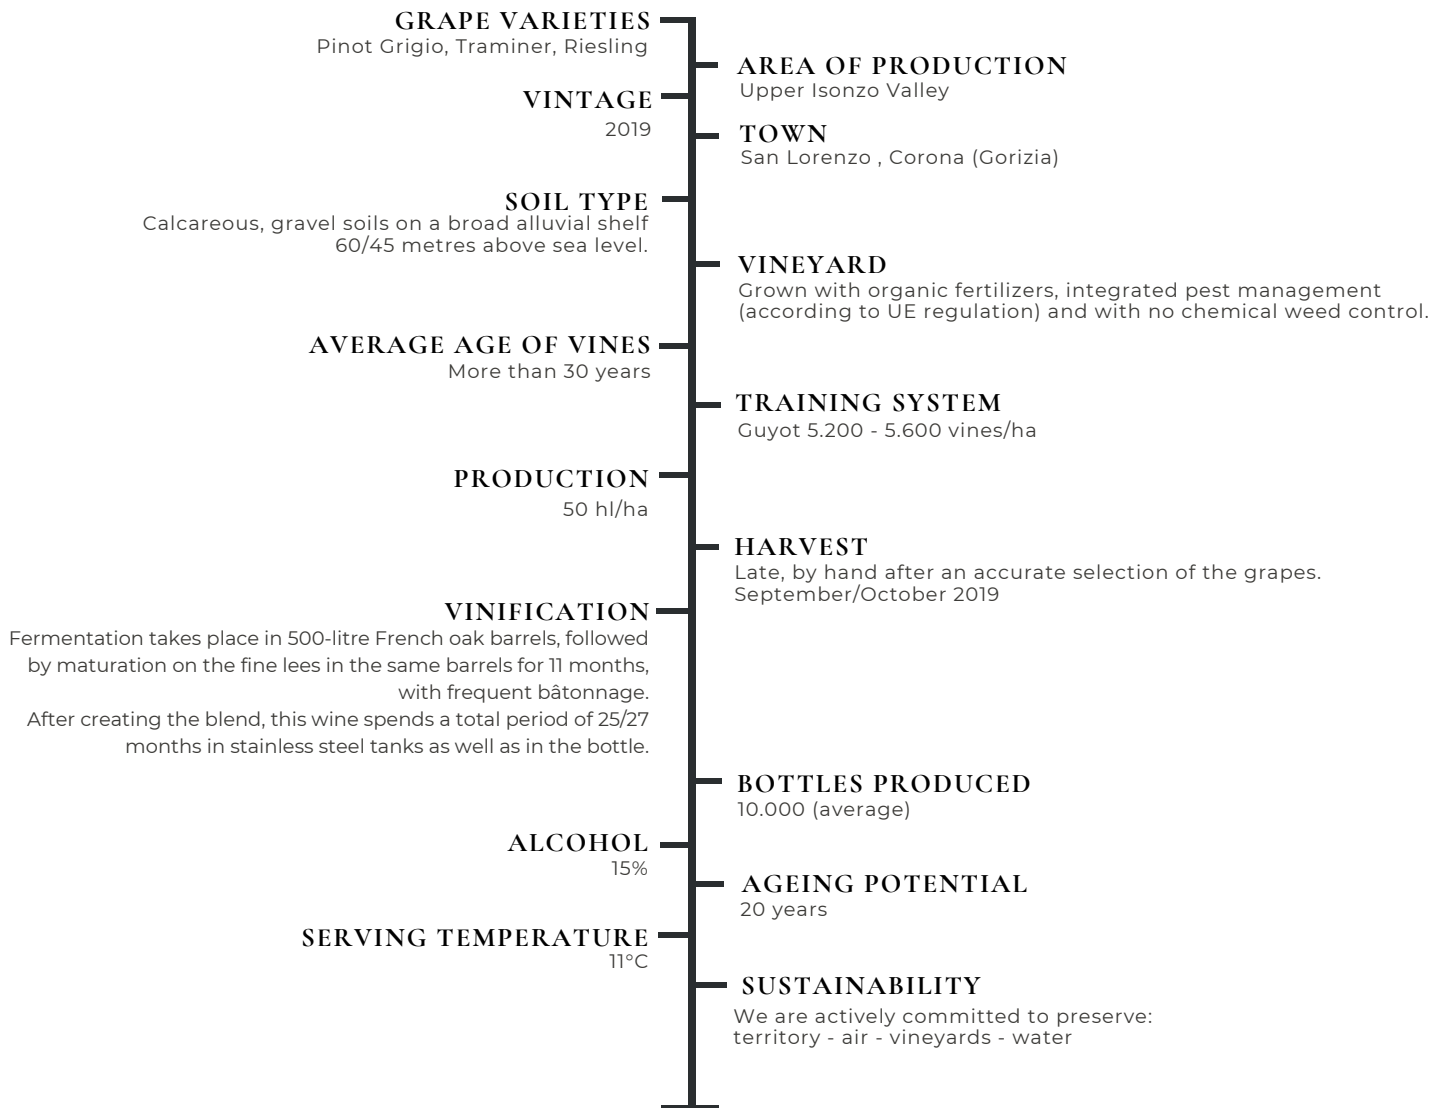 GRAPE VARIETIES
Pinot Grigio, Traminer, Riesling
AREA OF PRODUCTION
Upper Isonzo Valley
VINTAGE
2019
TOWN
San Lorenzo , Corona (Gorizia)
SOIL TYPE
Calcareous, gravel soils on a broad alluvial shelf
60/45 metres above sea level.
VINEYARD
Grown with organic fertilizers, integrated pest management
(according to UE regulation) and with no chemical weed control.
AVERAGE AGE OF VINES
More than 30 years
TRAINING SYSTEM
Guyot 5.200 - 5.600 vines/ha
PRODUCTION
50 hl/ha
HARVEST
Late, by hand after an accurate selection of the grapes.
September/October 2019
VINIFICATION
Fermentation takes place in 500-litre French oak barrels, followed
by maturation on the fine lees in the same barrels for 11 months,
with frequent bâtonnage.
After creating the blend, this wine spends a total period of 25/27
months in stainless steel tanks as well as in the bottle.
BOTTLES PRODUCED
10.000 (average)
ALCOHOL
15%
AGEING POTENTIAL
20 years
SERVING TEMPERATURE
11°C
SUSTAINABILITY
We are actively committed to preserve:
territory - air - vineyards - water